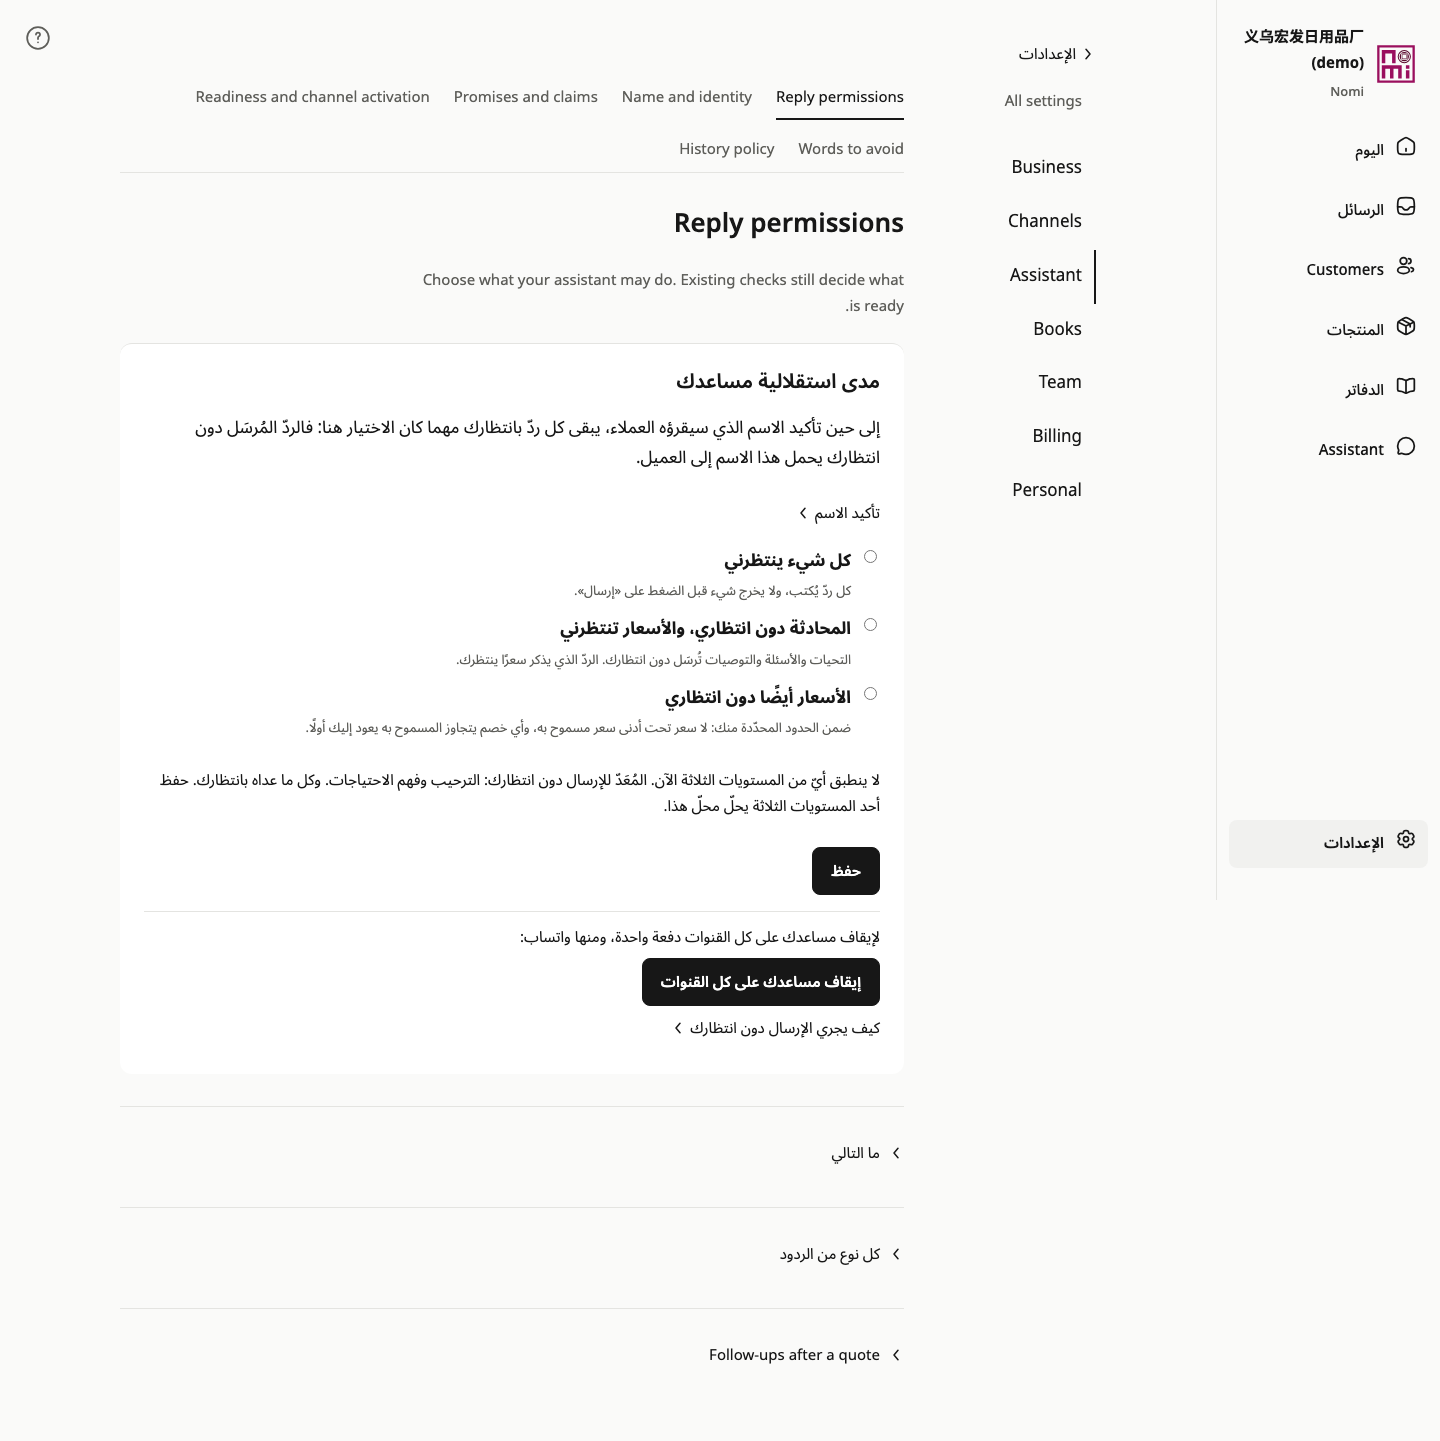 义乌宏发日用品厂
(demo)
Nomi
اليوم
الرسائل
Customers
المنتجات
الدفاتر
Assistant
الإعدادات
الإعدادات
All settings
Business
Channels
Assistant
Books
Team
Billing
Personal
Reply permissions
Name and identity
Promises and claims
Readiness and channel activation
Words to avoid
History policy
Reply permissions
Choose what your assistant may do. Existing checks still decide what
is ready.
مدى استقلالية مساعدك
إلى حين تأكيد الاسم الذي سيقرؤه العملاء، يبقى كل ردّ بانتظارك مهما كان الاختيار هنا: فالردّ المُرسَل دون
انتظارك يحمل هذا الاسم إلى العميل.
تأكيد الاسم
كل شيء ينتظرني
كل ردّ يُكتب، ولا يخرج شيء قبل الضغط على «إرسال».
المحادثة دون انتظاري، والأسعار تنتظرني
التحيات والأسئلة والتوصيات تُرسَل دون انتظارك. الردّ الذي يذكر سعرًا ينتظرك.
الأسعار أيضًا دون انتظاري
ضمن الحدود المحدّدة منك: لا سعر تحت أدنى سعر مسموح به، وأي خصم يتجاوز المسموح به يعود إليك أولًا.
لا ينطبق أيّ من المستويات الثلاثة الآن. المُعَدّ للإرسال دون انتظارك: الترحيب وفهم الاحتياجات. وكل ما عداه بانتظارك. حفظ
أحد المستويات الثلاثة يحلّ محلّ هذا.
حفظ
لإيقاف مساعدك على كل القنوات دفعة واحدة، ومنها واتساب:
إيقاف مساعدك على كل القنوات
كيف يجري الإرسال دون انتظارك
ما التالي
كل نوع من الردود
Follow-ups after a quote